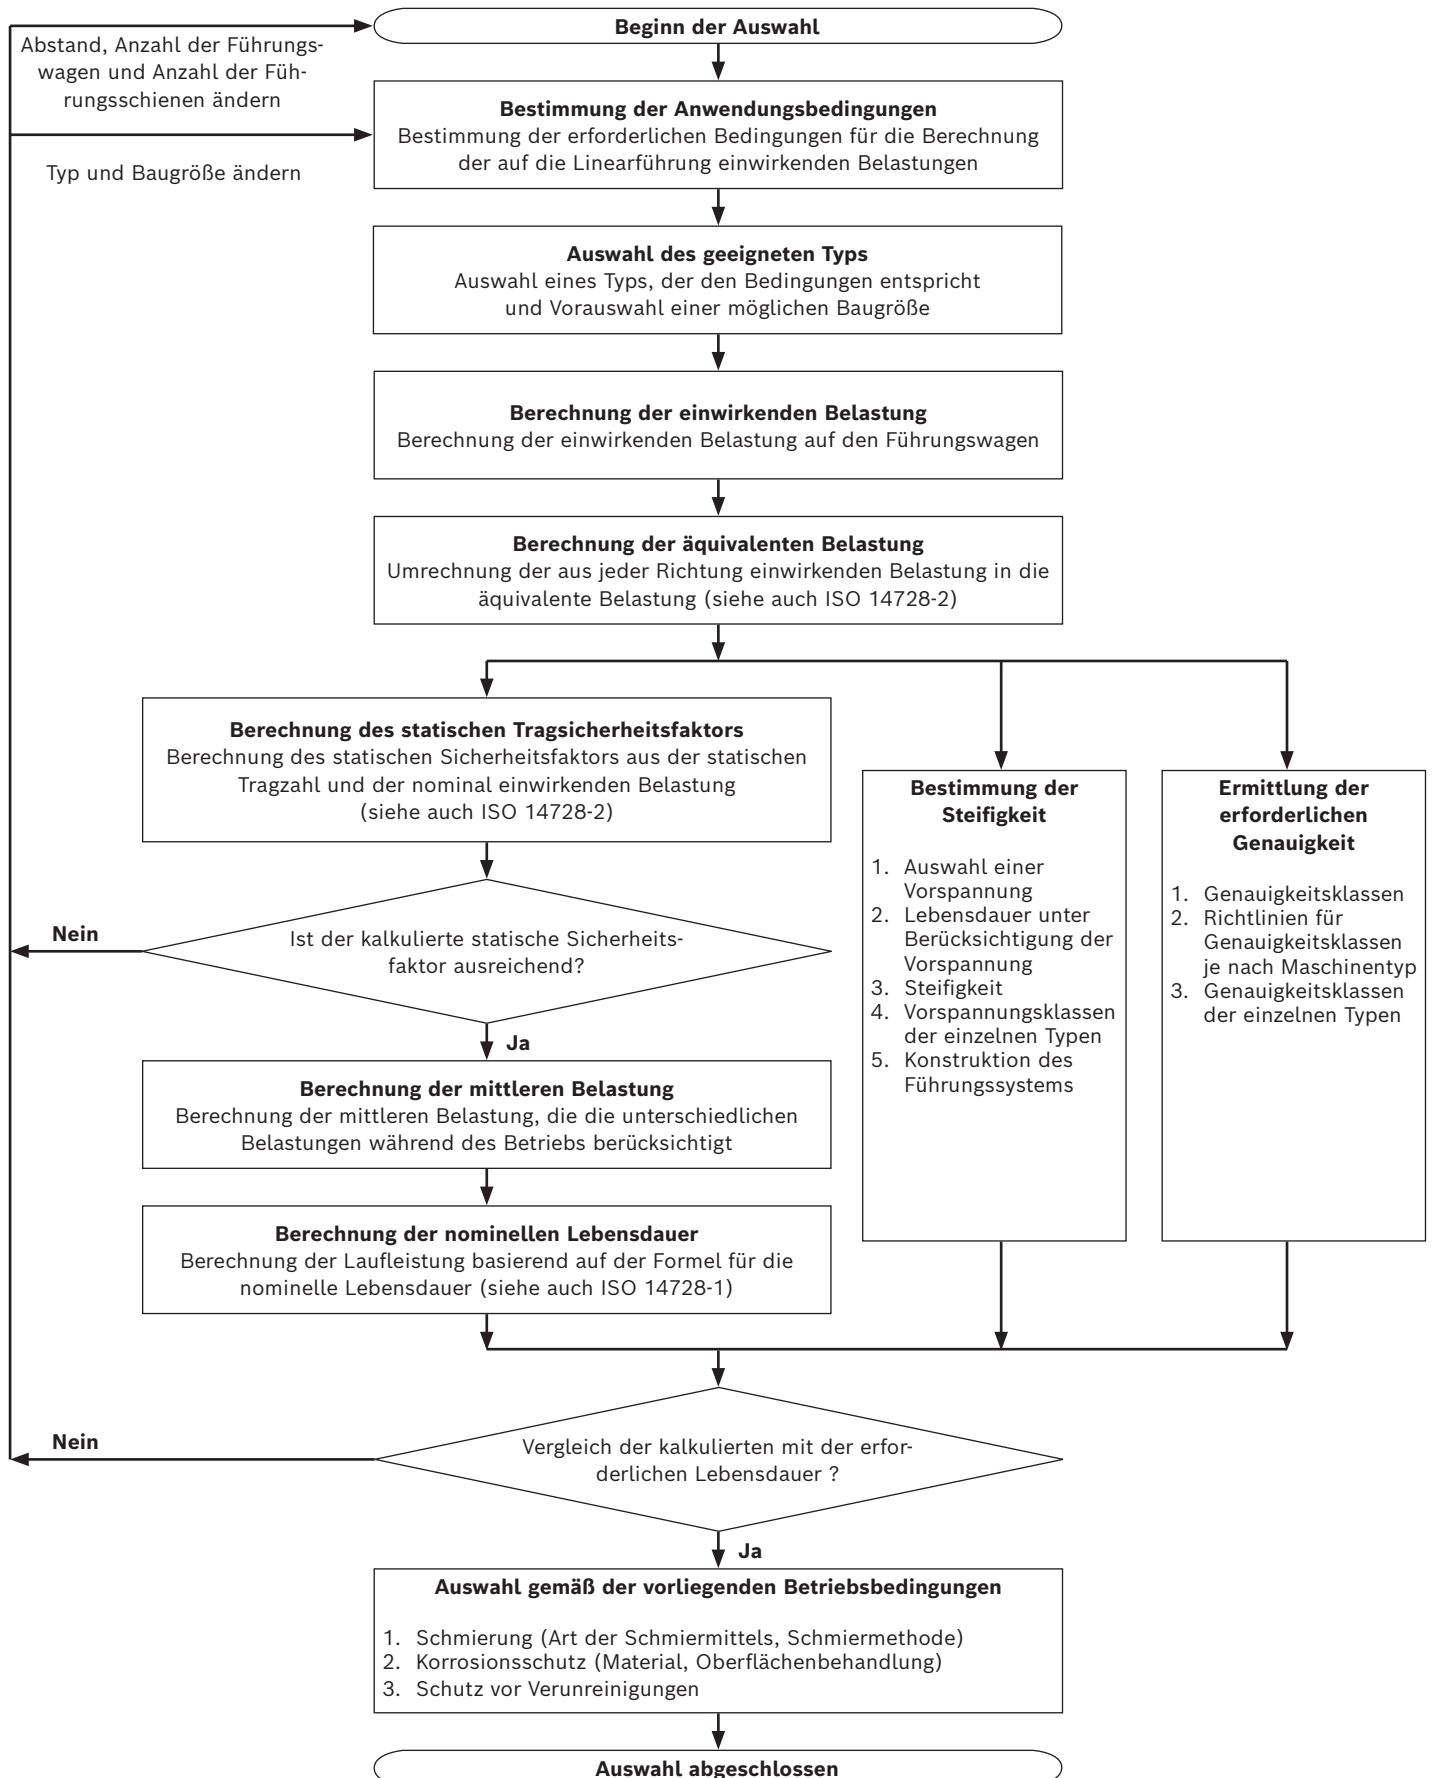 Beginn der Auswahl
Abstand, Anzahl der Führungs-
wagen und Anzahl der Füh-
rungsschienen ändern
Bestimmung der Anwendungsbedingungen
Bestimmung der erforderlichen Bedingungen für die Berechnung
der auf die Linearführung einwirkenden Belastungen
Typ und Baugröße ändern
Auswahl des geeigneten Typs
Auswahl eines Typs, der den Bedingungen entspricht
und Vorauswahl einer möglichen Baugröße
Berechnung der einwirkenden Belastung
Berechnung der einwirkenden Belastung auf den Führungswagen
Berechnung der äquivalenten Belastung
Umrechnung der aus jeder Richtung einwirkenden Belastung in die
äquivalente Belastung (siehe auch ISO 14728-2)
Berechnung des statischen Tragsicherheitsfaktors
Berechnung des statischen Sicherheitsfaktors aus der statischen
Tragzahl und der nominal einwirkenden Belastung
(siehe auch ISO 14728-2)
Nein
Ist der kalkulierte statische Sicherheits-
faktor ausreichend?
Ja
Berechnung der mittleren Belastung
Berechnung der mittleren Belastung, die die unterschiedlichen
Belastungen während des Betriebs berücksichtigt
Berechnung der nominellen Lebensdauer
Berechnung der Laufleistung basierend auf der Formel für die
nominelle Lebensdauer (siehe auch ISO 14728-1)
Bestimmung der
Steifigkeit
1. Auswahl einer
Vorspannung
2. Lebensdauer unter
Berücksichtigung der
Vorspannung
3. Steifigkeit
4. Vorspannungsklassen
der einzelnen Typen
5. Konstruktion des
Führungssystems
Ermittlung der
erforderlichen
Genauigkeit
1. Genauigkeitsklassen
2. Richtlinien für
Genauigkeitsklassen
je nach Maschinentyp
3. Genauigkeitsklassen
der einzelnen Typen
Nein
Vergleich der kalkulierten mit der erfor-
derlichen Lebensdauer ?
Ja
Auswahl gemäß der vorliegenden Betriebsbedingungen
1. Schmierung (Art der Schmiermittels, Schmiermethode)
2. Korrosionsschutz (Material, Oberflächenbehandlung)
3. Schutz vor Verunreinigungen
Auswahl abgeschlossen